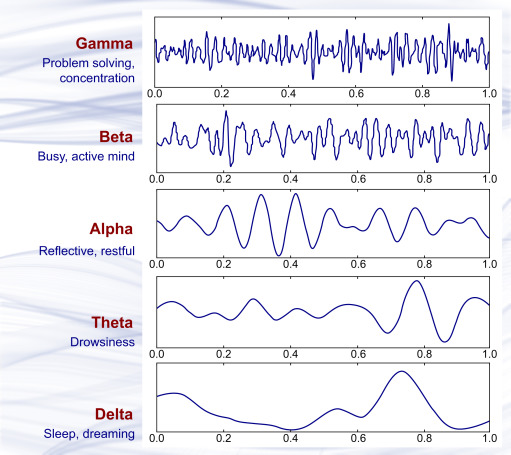 Gamma
Problem solving,
concentration
0.0 0.2 0.4 0.6 0.8 1.0
Beta
Busy, active mind
0.0 0.2 0.4 0.6 0.8 1.0
Alpha
Reflective, restful
0.0 0.2 0.4 0.6 0.8 1.0
Theta
Drowsiness
0.0 0.2 0.4 0.6 0.8 1.0
Delta
Sleep, dreaming
0.0 0.2 0.4 0.6 0.8 1.0